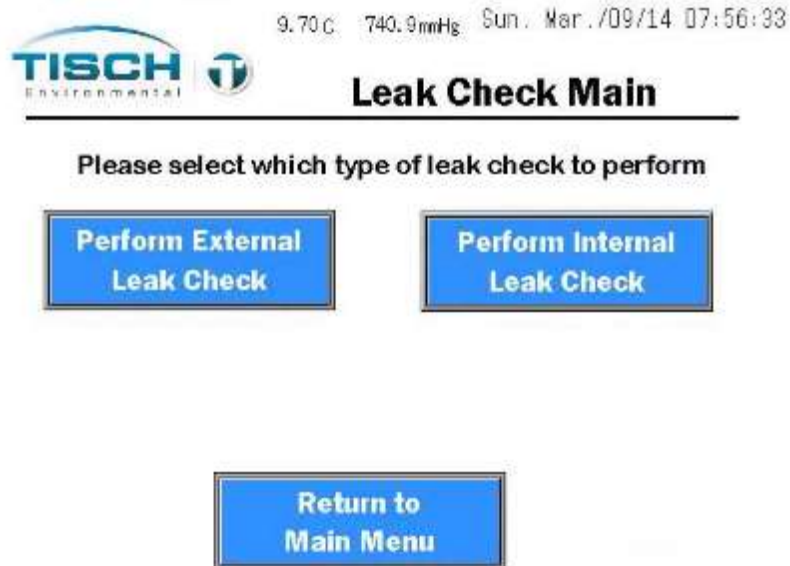 9.70 C 740.9 mmHg Sun. Mar./09/14 07:56:33
TISCH
Environmental
Leak Check Main
Please select which type of leak check to perform
Perform External
Leak Check
Perform Internal
Leak Check
Return to
Main Menu